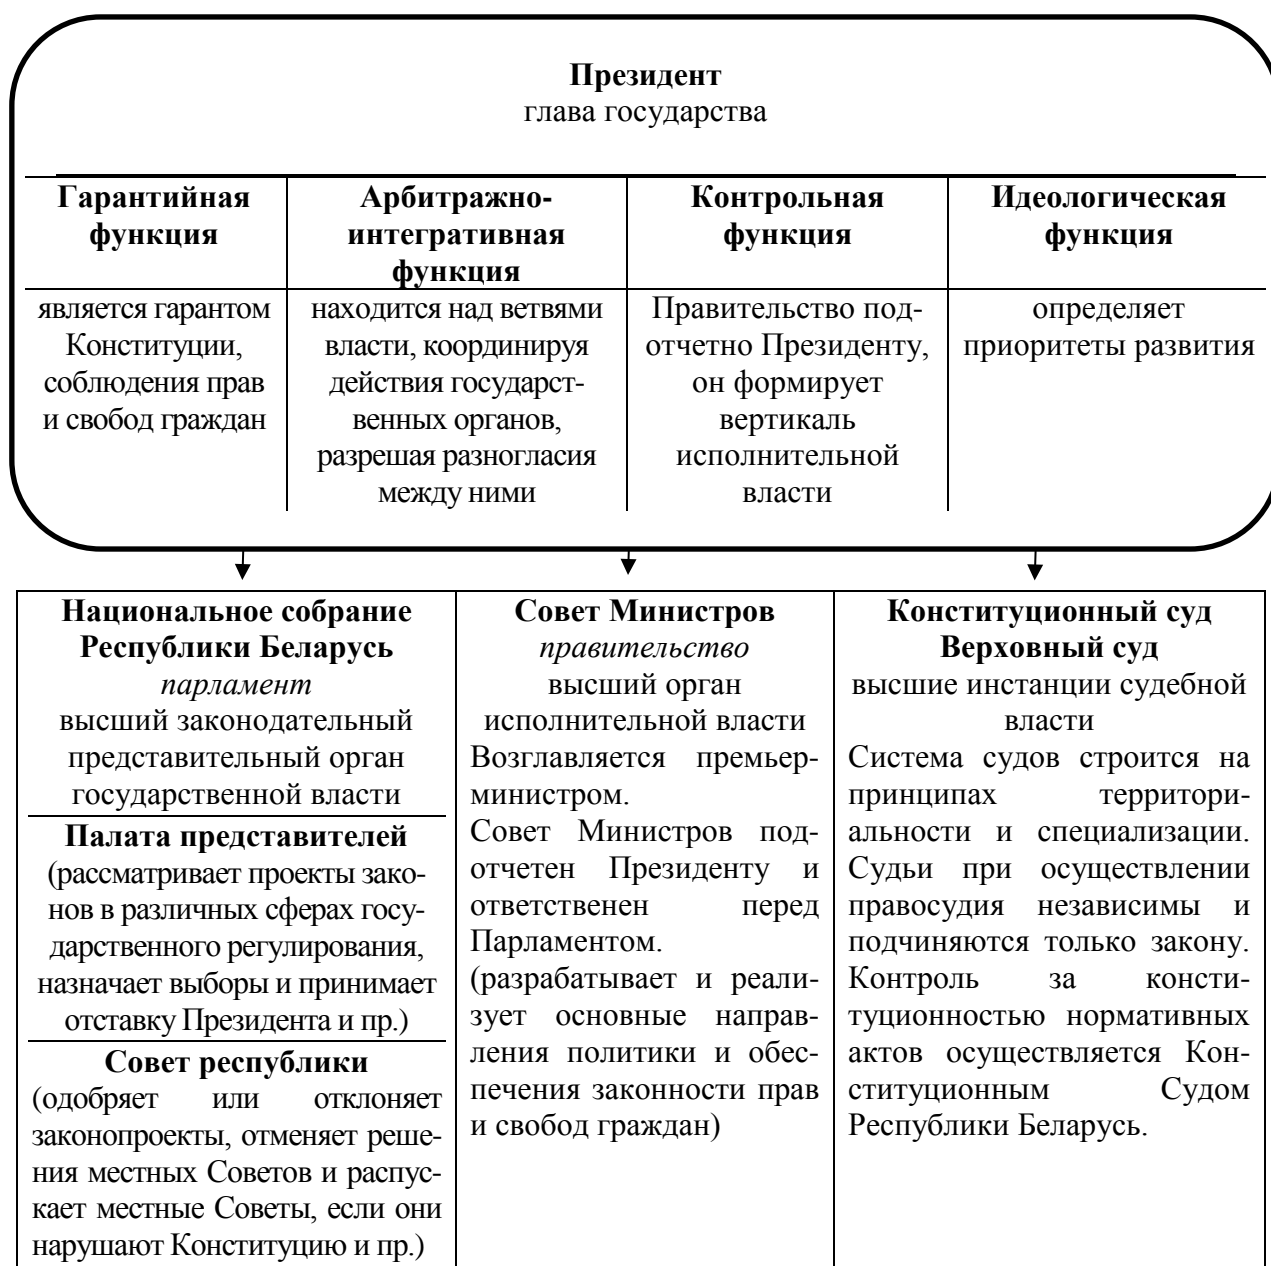 Президент
глава государства
Гарантийная
функция
является гарантом
Конституции,
соблюдения прав
и свобод граждан
Арбитражно-
интегративная
функция
находится над ветвями
власти, координируя
действия государст-
венных органов,
разрешая разногласия
между ними
Контрольная
функция
Правительство под-
отчетно Президенту,
он формирует
вертикаль
исполнительной
власти
Идеологическая
функция
определяет
приоритеты развития
Национальное собрание
Республики Беларусь
парламент
высший законодательный
представительный орган
государственной власти
Палата представителей
(рассматривает проекты зако-
нов в различных сферах госу-
дарственного регулирования,
назначает выборы и принимает
отставку Президента и пр.)
Совет республики
(одобряет или отклоняет
законопроекты, отменяет реше-
ния местных Советов и распус-
кает местные Советы, если они
нарушают Конституцию и пр.)
Совет Министров
правительство
высший орган
исполнительной власти
Возглавляется премьер-
министром.
Совет Министров под-
отчетен Президенту и
ответственен перед
Парламентом.
(разрабатывает и реали-
зует основные направ-
ления политики и обес-
печения законности прав
и свобод граждан)
Конституционный суд
Верховный суд
высшие инстанции судебной
власти
Система судов строится на
принципах территори-
альности и специализации.
Судьи при осуществлении
правосудия независимы и
подчиняются только закону.
Контроль за консти-
туционностью нормативных
актов осуществляется Кон-
ституционным Судом
Республики Беларусь.